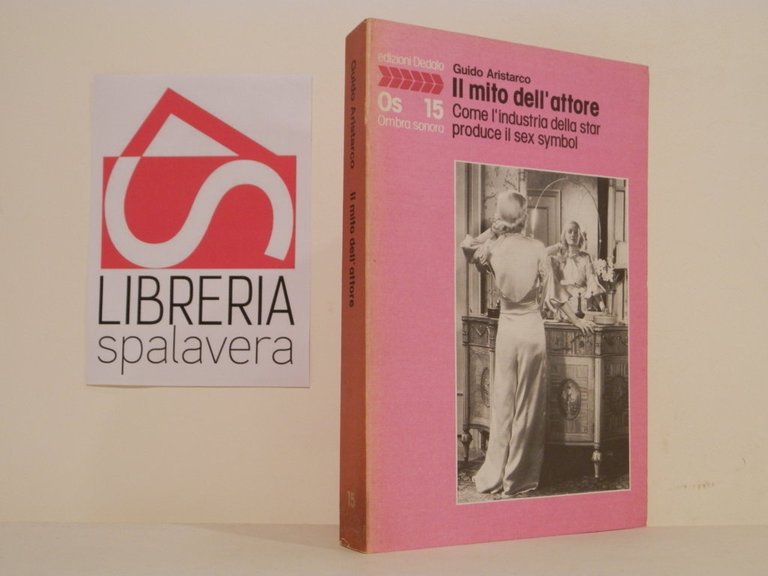 LIBRERIA
spalavera
Guido Aristarco
Il mito dell'attore
15
edizioni Dedalo
Os 15
Ombra sonora
Guido Aristarco
Il mito dell'attore
Come l'industria della star
produce il sex symbol